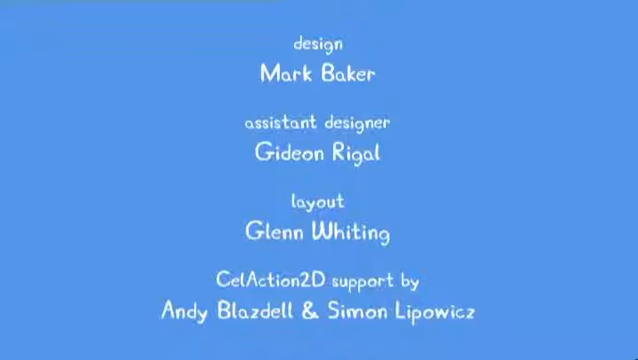 design
Mark Baker
assistant designer
Gideon Rigal
layout
Glenn Whiting
CelAction2D support by
Andy Blazdell & Simon Lipowicz